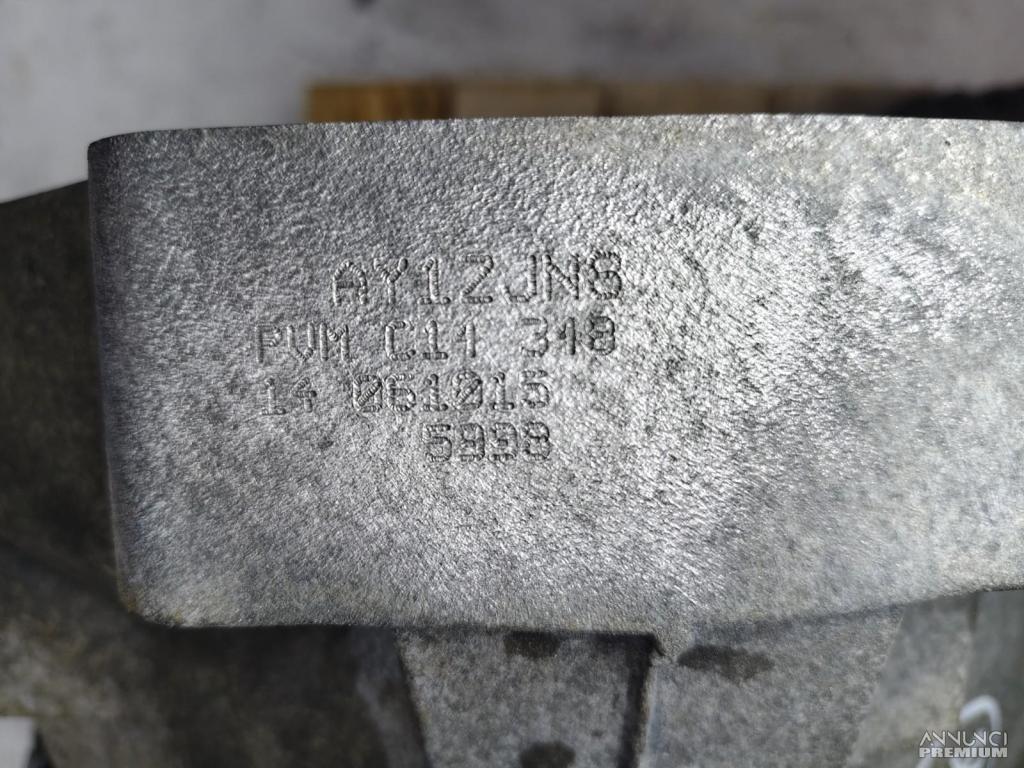 AY1ZJN8
PVM C11 318
14 061015
5998
ANNUNCI
PREMIUM